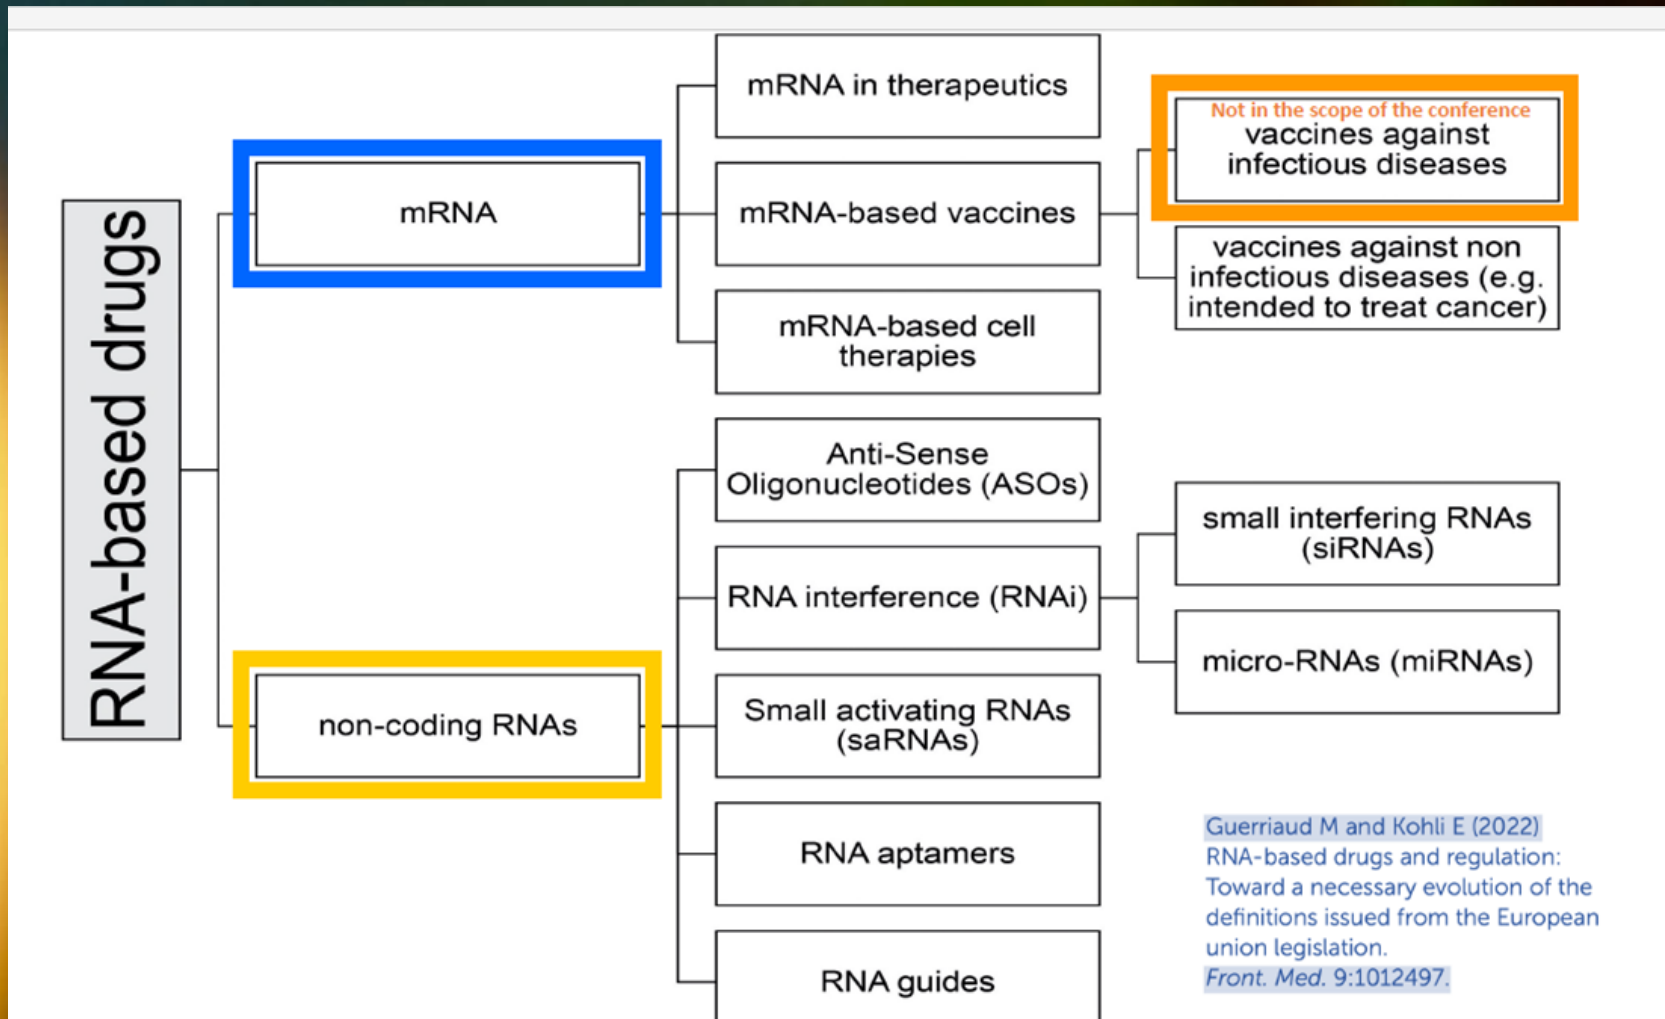 RNA-based drugs
mRNA
non-coding RNAs
mRNA in therapeutics
mRNA-based vaccines
mRNA-based cell
therapies
Anti-Sense
Oligonucleotides (ASOs)
RNA interference (RNAi)
Small activating RNAs
(saRNAs)
RNA aptamers
RNA guides
Not in the scope of the conference
vaccines against
infectious diseases
vaccines against non
infectious diseases (e.g.
intended to treat cancer)
small interfering RNAs
(siRNAs)
micro-RNAs (miRNAs)
Guerriaud M and Kohli E (2022)
RNA-based drugs and regulation:
Toward a necessary evolution of the
definitions issued from the European
union legislation.
Front. Med. 9:1012497.